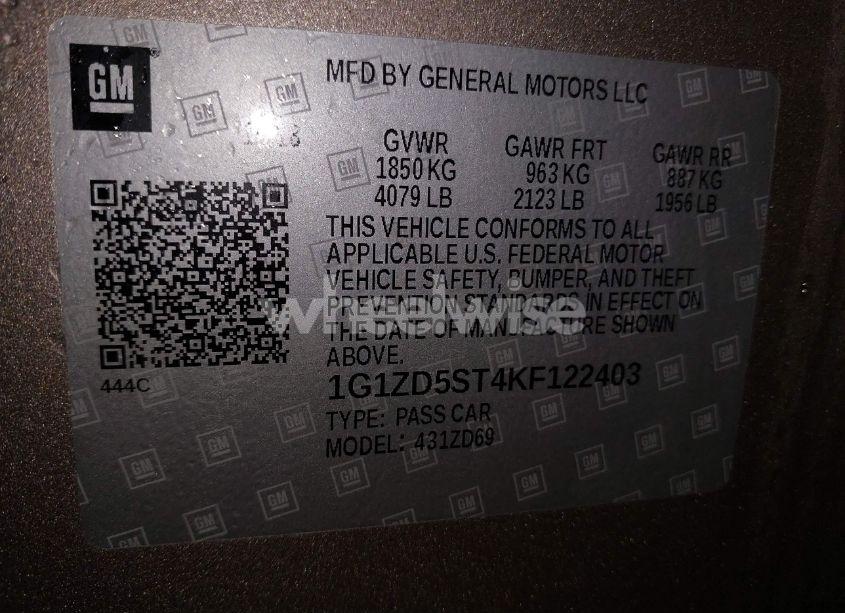 GM
MFD BY GENERAL MOTORS LLC
GVWR GAWR FRT GAWR RR
1850 KG 963 KG 887 KG
4079 LB 2123 LB 1956 LB
THIS VEHICLE CONFORMS TO ALL
APPLICABLE U.S. FEDERAL MOTOR
VEHICLE SAFETY, BUMPER, AND THEFT
PREVENTION STANDARDS IN EFFECT ON
THE DATE OF MANUFACTURE SHOWN
ABOVE.
444C
1G1ZD5ST4KF122403
TYPE: PASS CAR
MODEL: 431ZD69